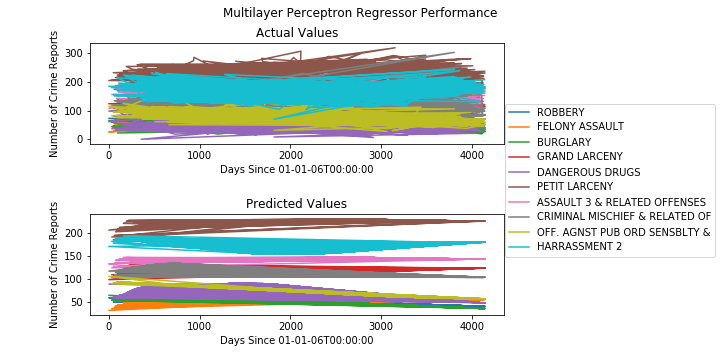 Multilayer Perceptron Regressor Performance
Actual Values
Number of Crime Reports
300
200
100
0
0 1000 2000 3000 4000
Days Since 01-01-06T00:00:00
ROBBERY
FELONY ASSAULT
BURGLARY
GRAND LARCENY
DANGEROUS DRUGS
PETIT LARCENY
ASSAULT 3 & RELATED OFFENSES
CRIMINAL MISCHIEF & RELATED OF
OFF. AGNST PUB ORD SENSBLTY &
HARRASSMENT 2
Predicted Values
Number of Crime Reports
200
150
100
50
0 1000 2000 3000 4000
Days Since 01-01-06T00:00:00